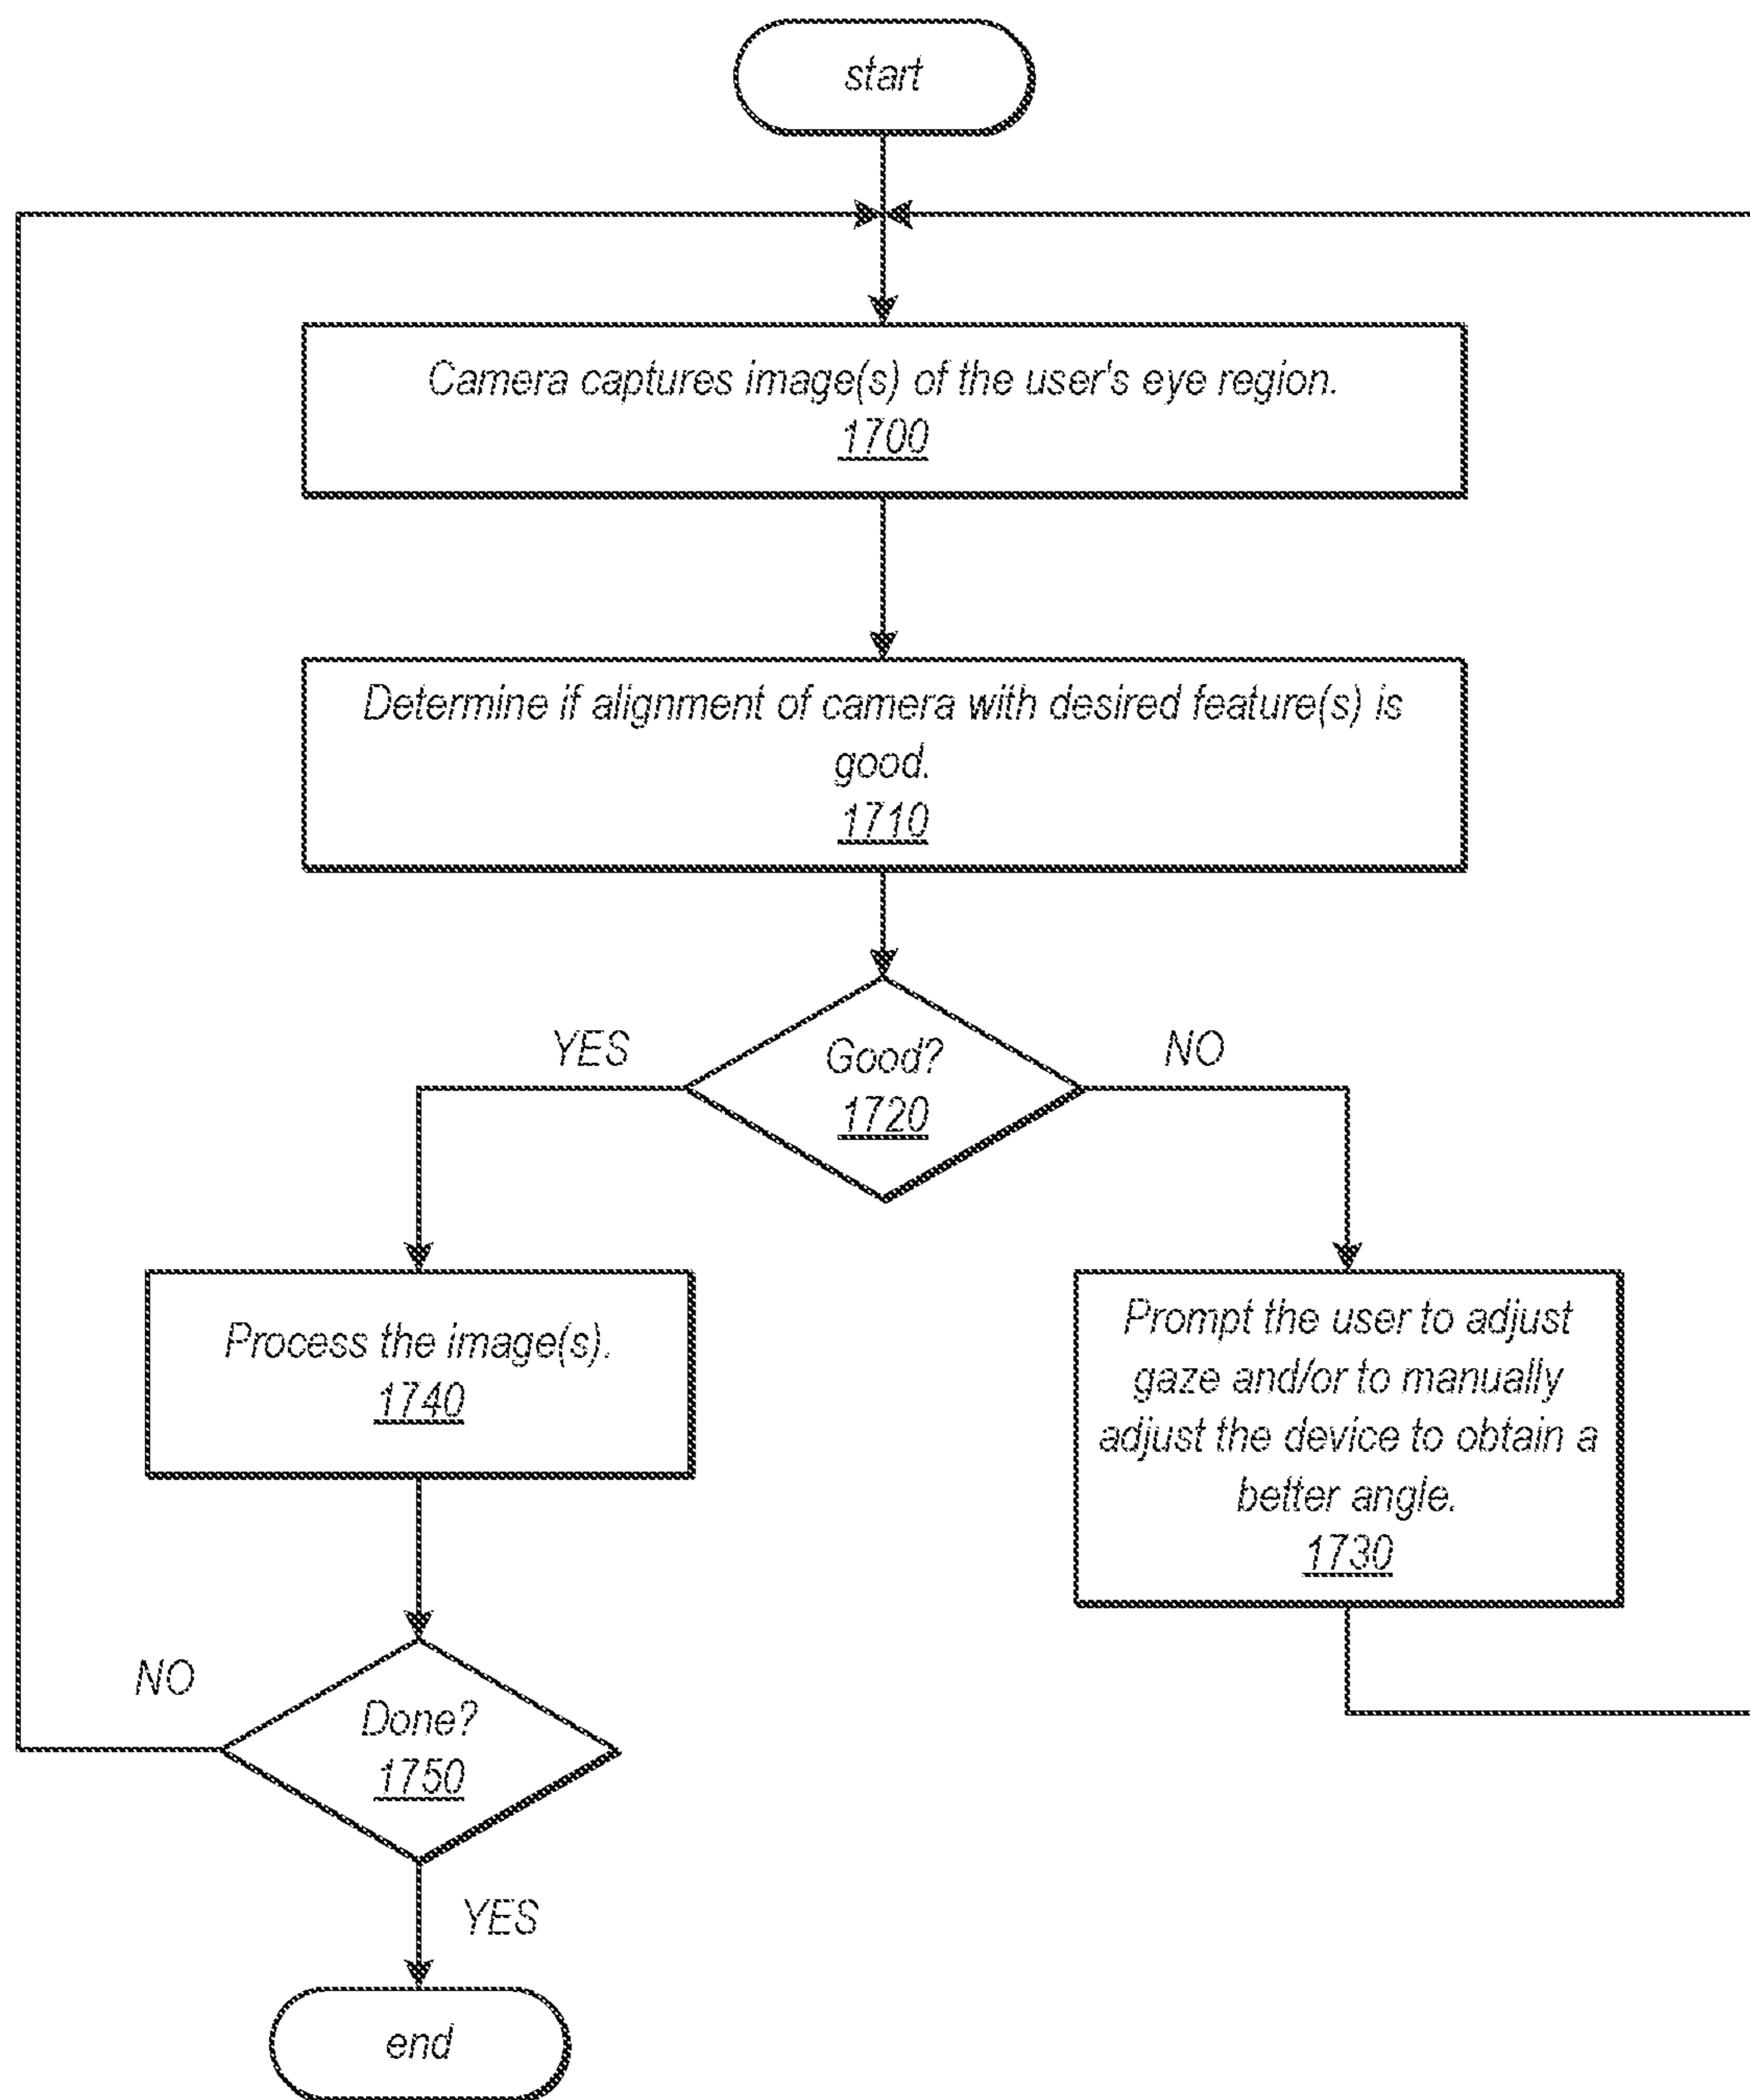 start
Camera captures image(s) of the user's eye region.
1700
Determine if alignment of camera with desired feature(s) is
good.
1710
YES
Good?
1720
NO
Process the image(s).
1740
Prompt the user to adjust
gaze and/or to manually
adjust the device to obtain a
better angle.
1730
NO
Done?
1750
YES
end